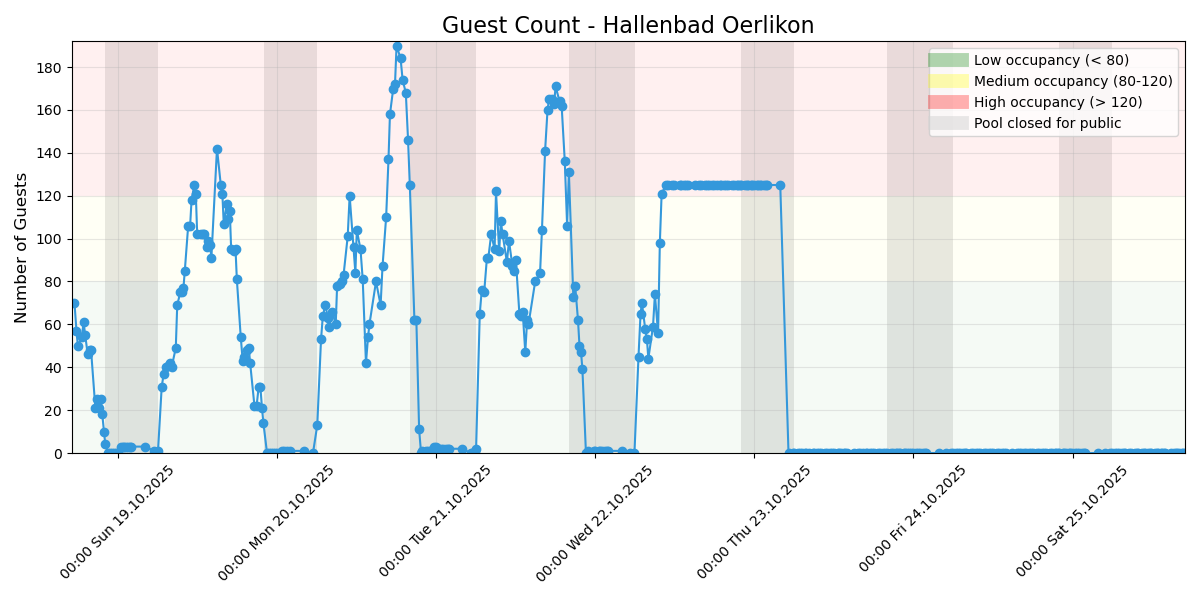 Guest Count - Hallenbad Oerlikon
Number of Guests
180
160
140
120
100
80
60
40
20
0
Low occupancy (< 80)
Medium occupancy (80-120)
High occupancy (> 120)
Pool closed for public
00:00 Sun 19.10.2025
00:00 Mon 20.10.2025
00:00 Tue 21.10.2025
00:00 Wed 22.10.2025
00:00 Thu 23.10.2025
00:00 Fri 24.10.2025
00:00 Sat 25.10.2025